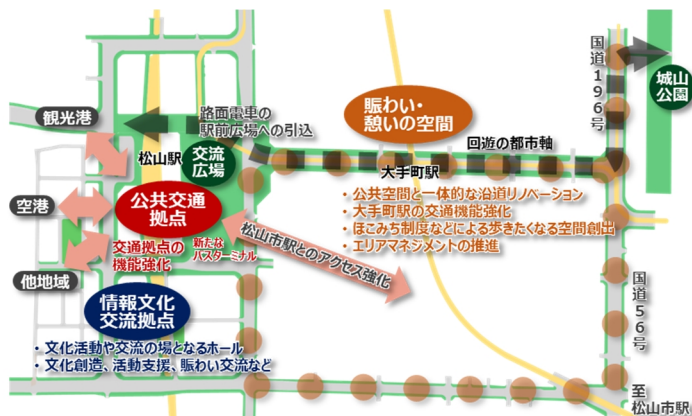 国道196号
城山
公園
観光港
路面電車の
駅前広場への引込
賑わい・
憩いの空間
松山駅
交流
広場
回遊の都市軸
大手町駅
空港
公共交通
拠点
・公共空間と一体的な沿道リノベーション
・大手町駅の交通機能強化
・ほこみち制度などによる歩きたくなる空間創出
・エリアマネジメントの推進
交通拠点の
機能強化
新たな
バスターミナル
松山市駅とのアクセス強化
他地域
情報文化
交流拠点
国道56号
・文化活動や交流の場となるホール
・文化創造、活動支援、賑わい交流など
至
松山市駅